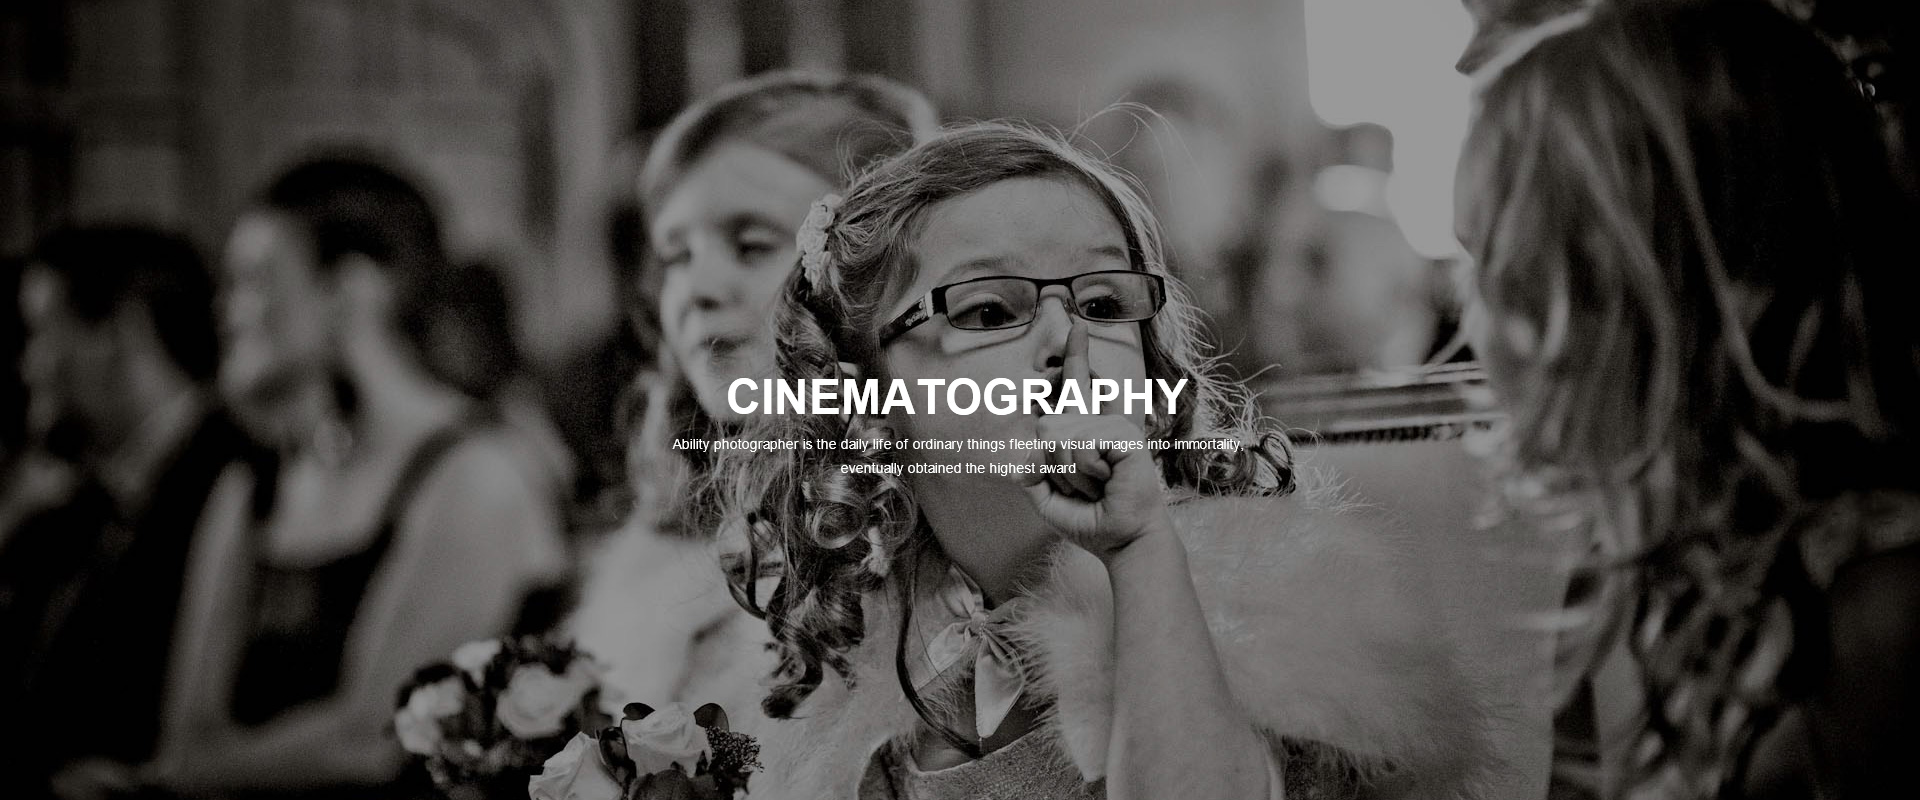 CINEMATOGRAPHY
Ability photographer is the daily life of ordinary things fleeting visual images into immortality,
eventually obtained the highest award